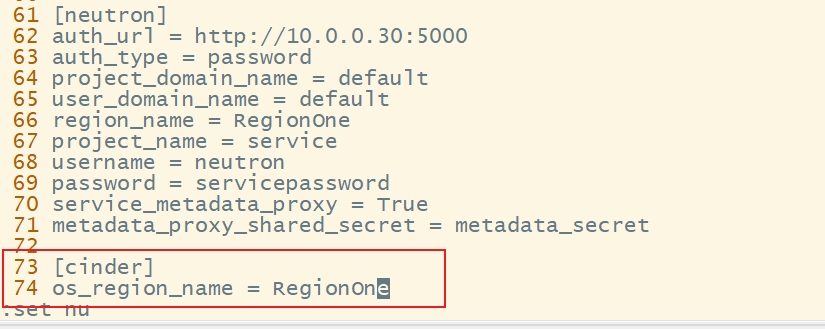 61 [neutron]
62 auth_url = http://10.0.0.30:5000
63 auth_type = password
64 project_domain_name = default
65 user_domain_name = default
66 region_name = RegionOne
67 project_name = service
68 username = neutron
69 password = servicepassword
70 service_metadata_proxy = True
71 metadata_proxy_shared_secret = metadata_secret
72
73 [cinder]
74 os_region_name = RegionOne
:set nu